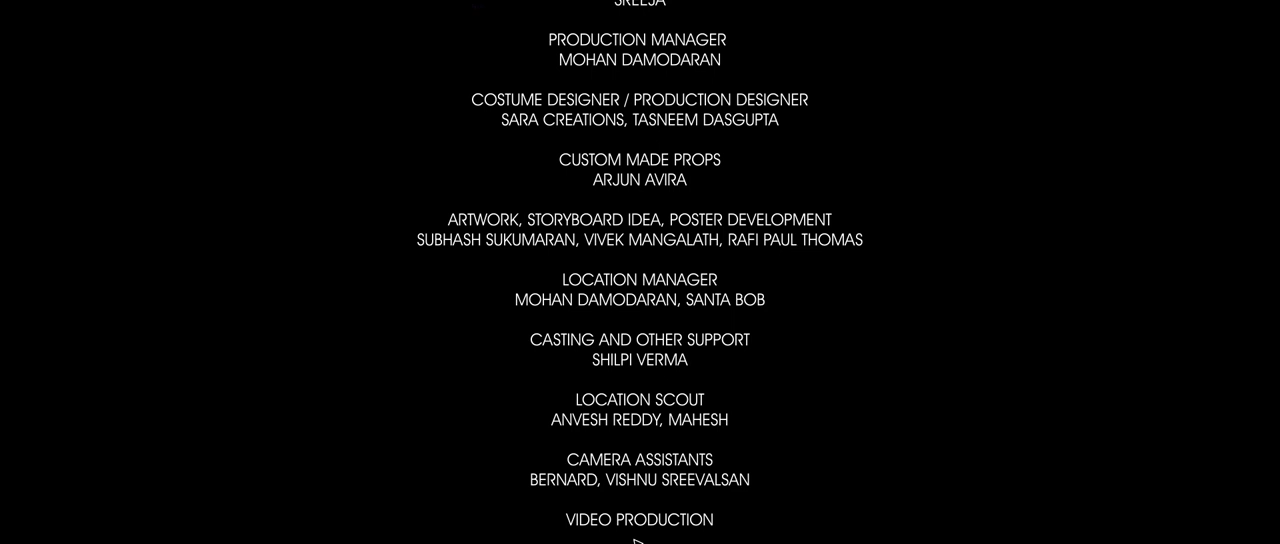 SREEJA
PRODUCTION MANAGER
MOHAN DAMODARAN
COSTUME DESIGNER / PRODUCTION DESIGNER
SARA CREATIONS, TASNEEM DASGUPTA
CUSTOM MADE PROPS
ARJUN AVIRA
ARTWORK, STORYBOARD IDEA, POSTER DEVELOPMENT
SUBHASH SUKUMARAN, VIVEK MANGALATH, RAFI PAUL THOMAS
LOCATION MANAGER
MOHAN DAMODARAN, SANTA BOB
CASTING AND OTHER SUPPORT
SHILPI VERMA
LOCATION SCOUT
ANVESH REDDY, MAHESH
CAMERA ASSISTANTS
BERNARD, VISHNU SREEVALSAN
VIDEO PRODUCTION